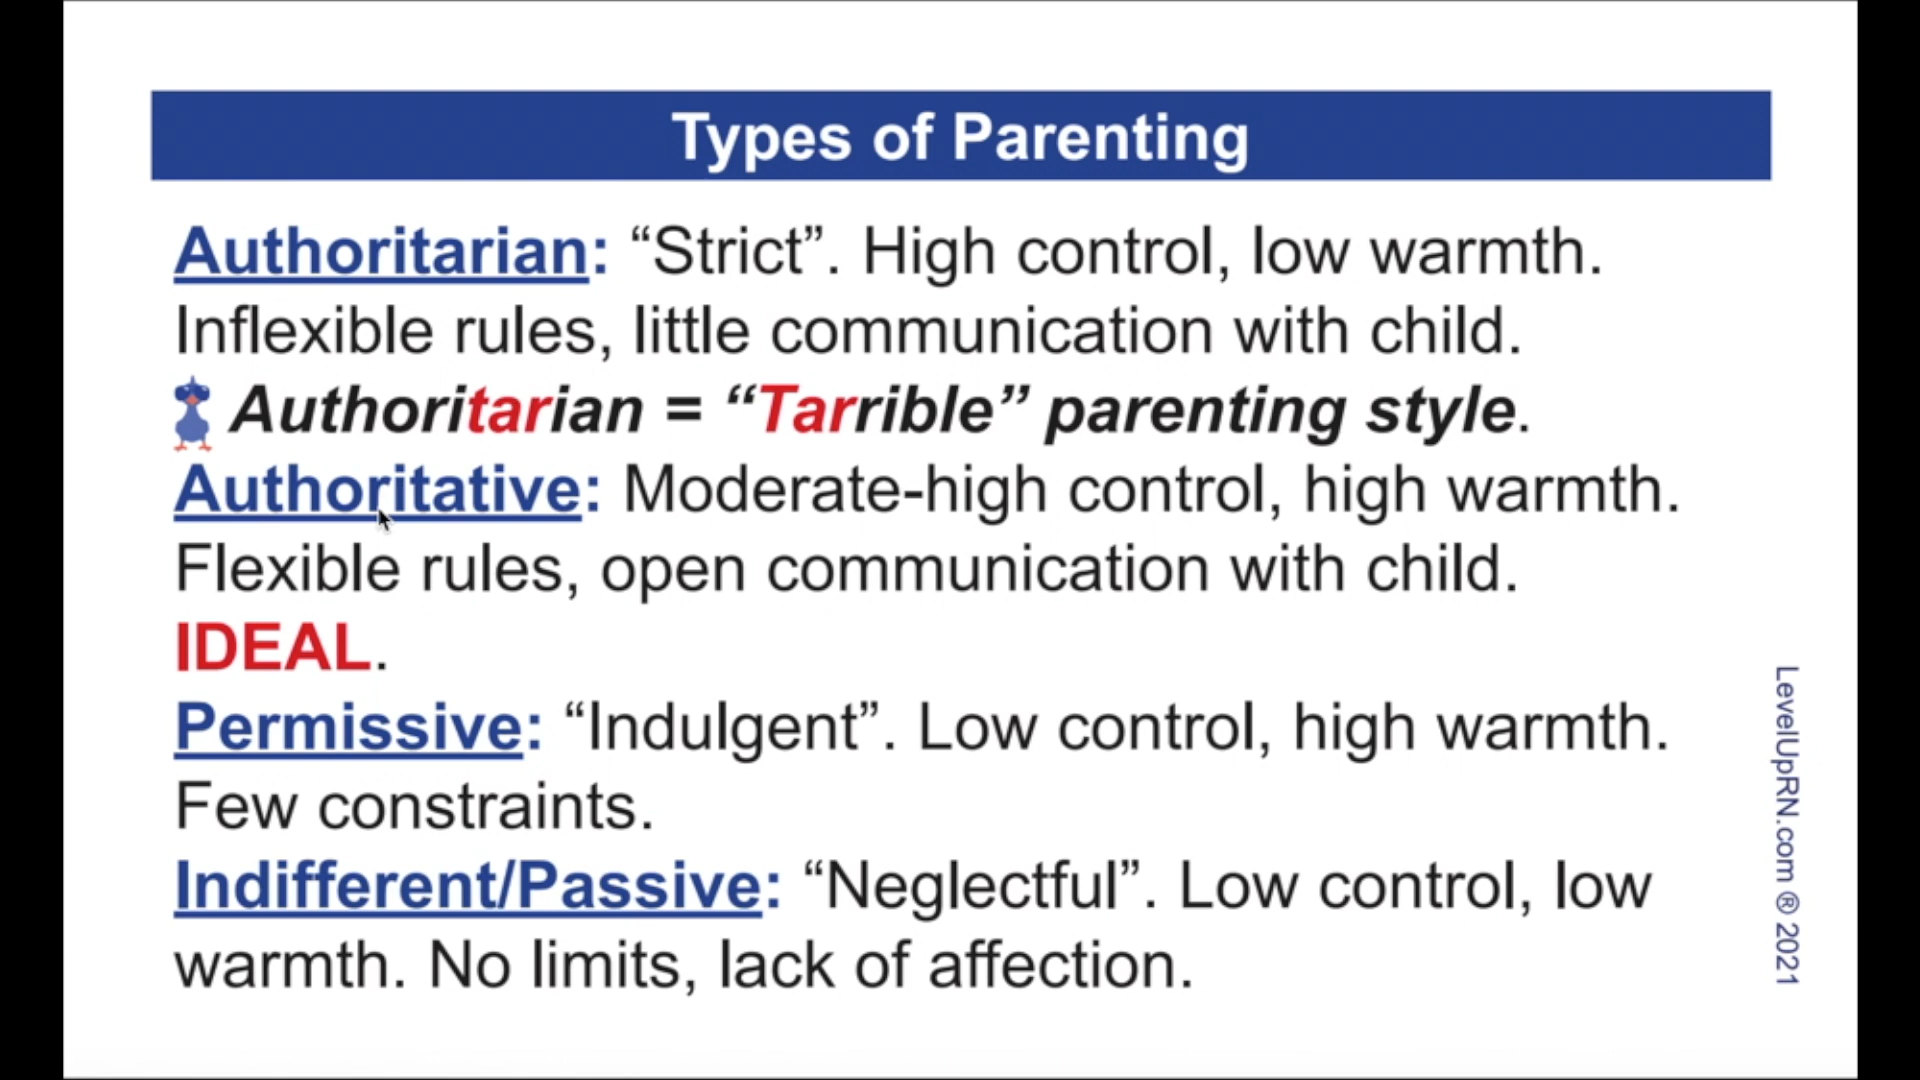 Types of Parenting
Authoritarian: “Strict”. High control, low warmth.
Inflexible rules, little communication with child.
Authoritarian = “Tarrible” parenting style.
Authoritative: Moderate-high control, high warmth.
Flexible rules, open communication with child.
IDEAL.
Permissive: “Indulgent”. Low control, high warmth.
Few constraints.
Indifferent/Passive: “Neglectful”. Low control, low
warmth. No limits, lack of affection.
LevelUpRN.com ® 2021